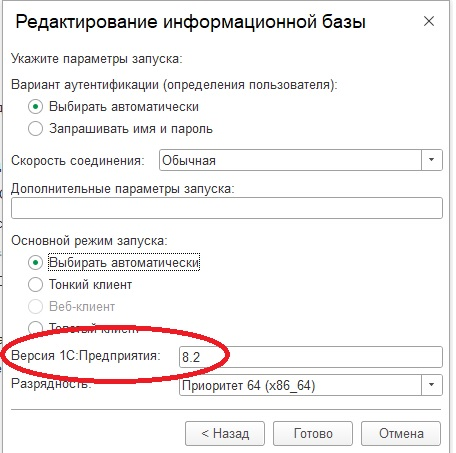 Редактирование информационной базы
Укажите параметры запуска:
Вариант аутентификации (определения пользователя):
Выбирать автоматически
Запрашивать имя и пароль
Скорость соединения: Обычная
Дополнительные параметры запуска:
Основной режим запуска:
Выбирать автоматически
Тонкий клиент
Веб-клиент
Толстый клиент
Версия 1С:Предприятия: 8.2
Разрядность: Приоритет 64 (x86_64)
< Назад Готово Отмена